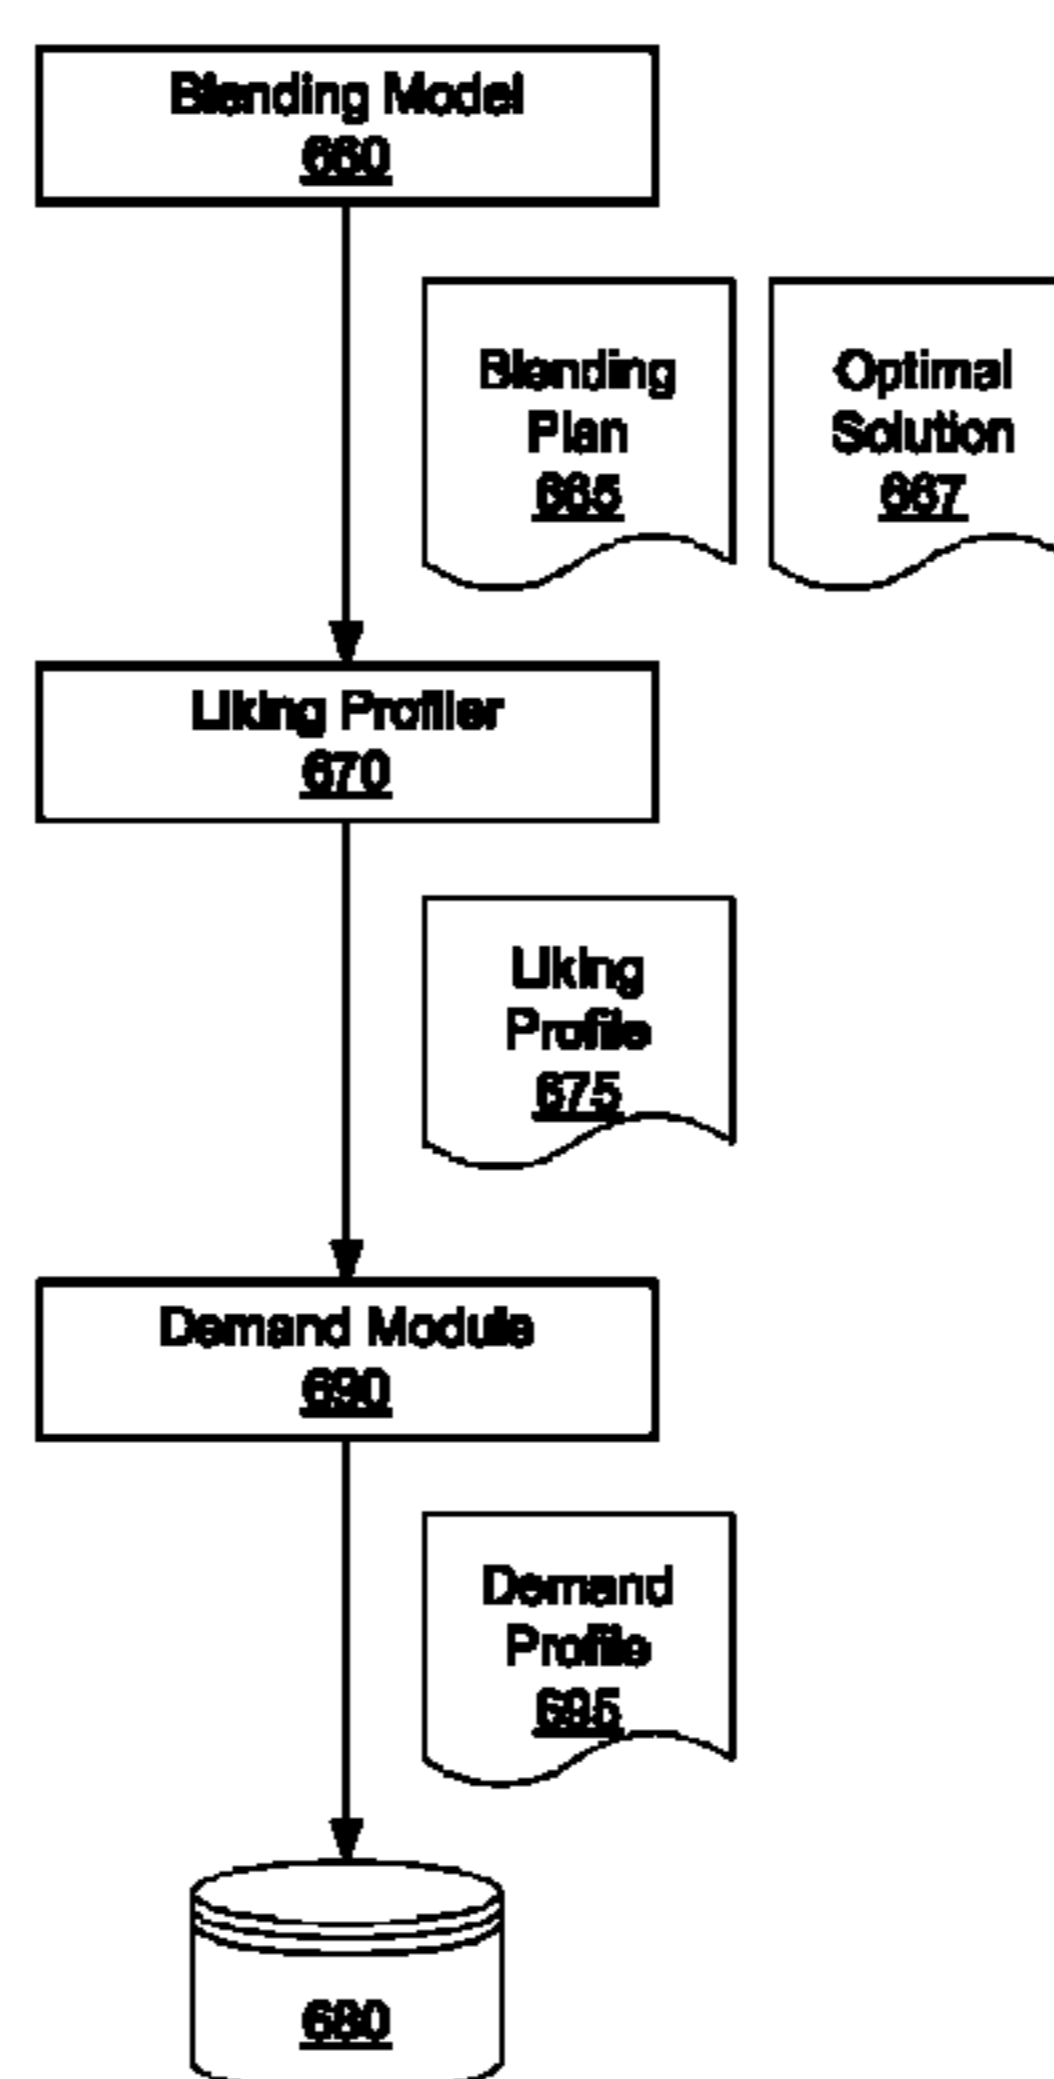 Blending Model
660
Blending
Plan
665
Optimal
Solution
667
Liking Profiler
670
Liking
Profile
675
Demand Module
690
Demand
Profile
695
680